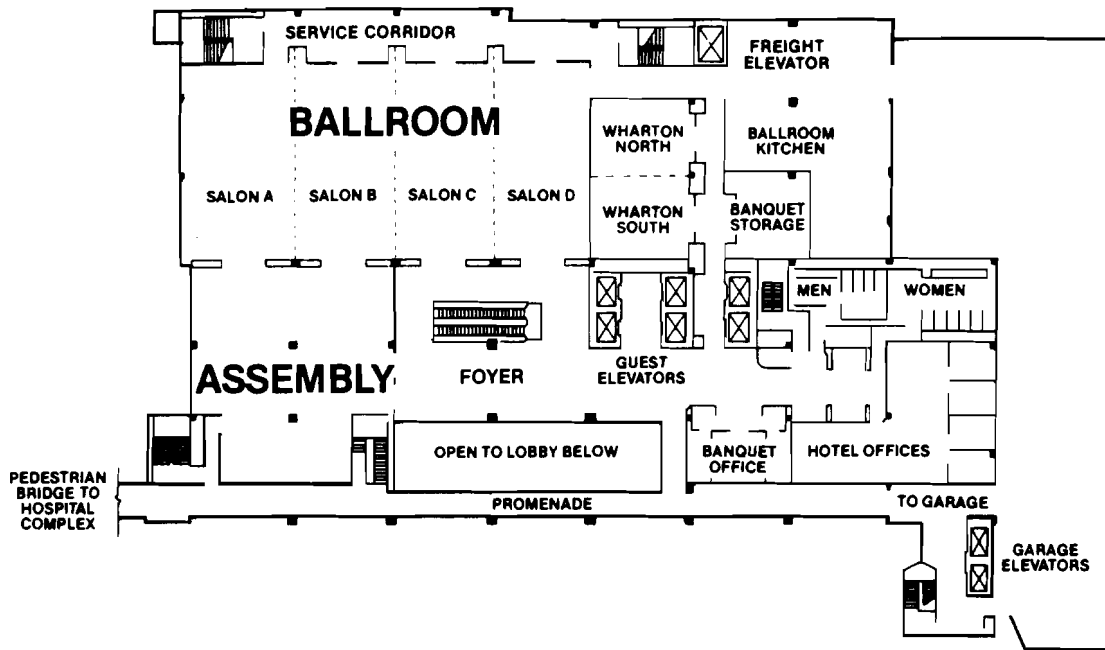 SERVICE CORRIDOR
FREIGHT
ELEVATOR
BALLROOM
WHARTON
NORTH
BALLROOM
KITCHEN
SALON A
SALON B
SALON C
SALON D
WHARTON
SOUTH
BANQUET
STORAGE
MEN
WOMEN
ASSEMBLY
FOYER
GUEST
ELEVATORS
OPEN TO LOBBY BELOW
BANQUET
OFFICE
HOTEL OFFICES
PEDESTRIAN
BRIDGE TO
HOSPITAL
COMPLEX
PROMENADE
TO GARAGE
GARAGE
ELEVATORS